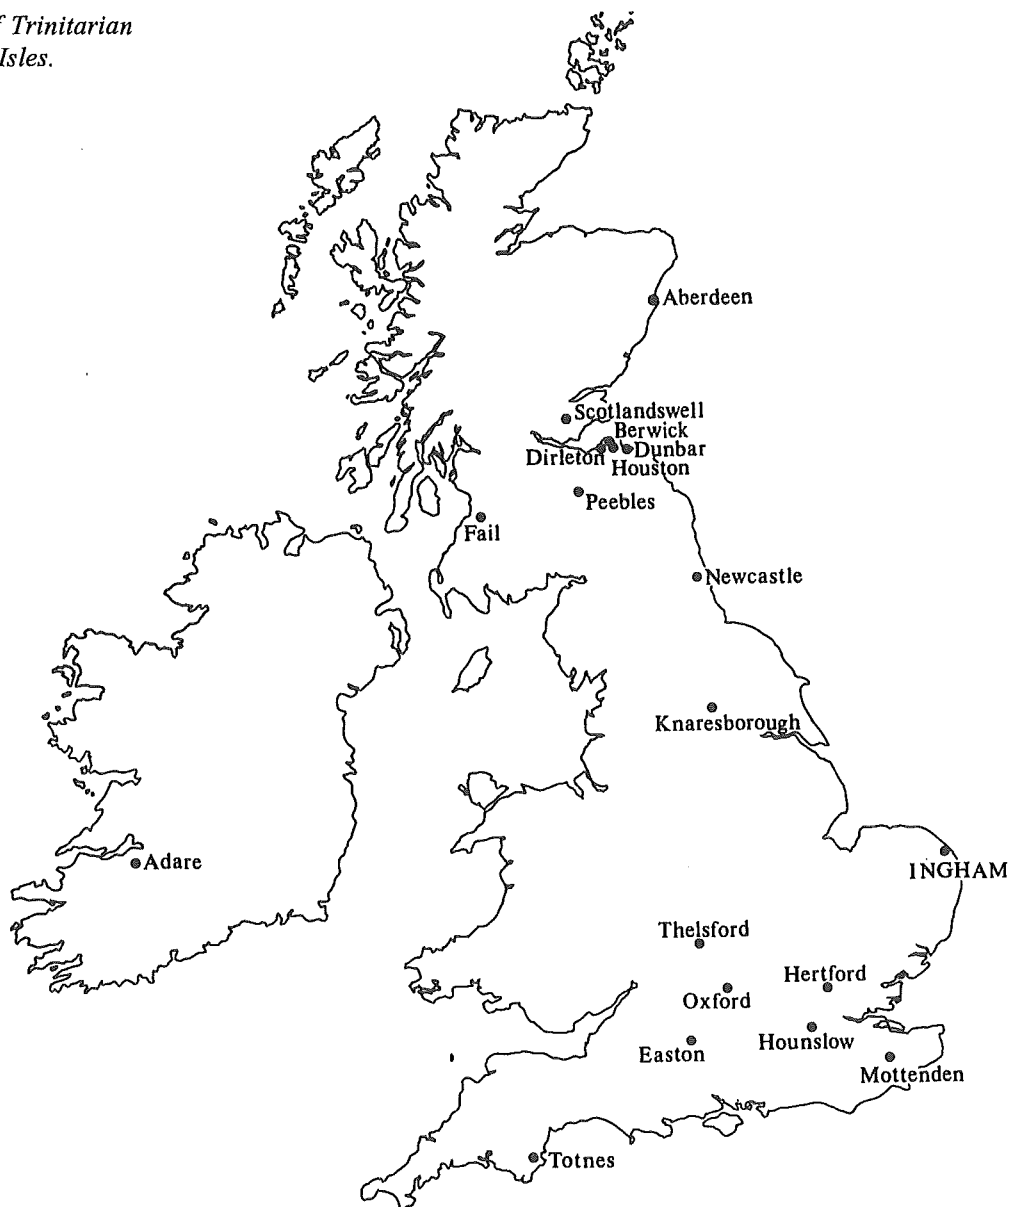 f Trinitarian
Isles.
Aberdeen
Scotlandswell
Berwick
Dirleton
Dunbar
Houston
Peebles
Fail
Newcastle
Knaresborough
Adare
INGHAM
Thelsford
Hertford
Oxford
Hounslow
Easton
Mottenden
Totnes